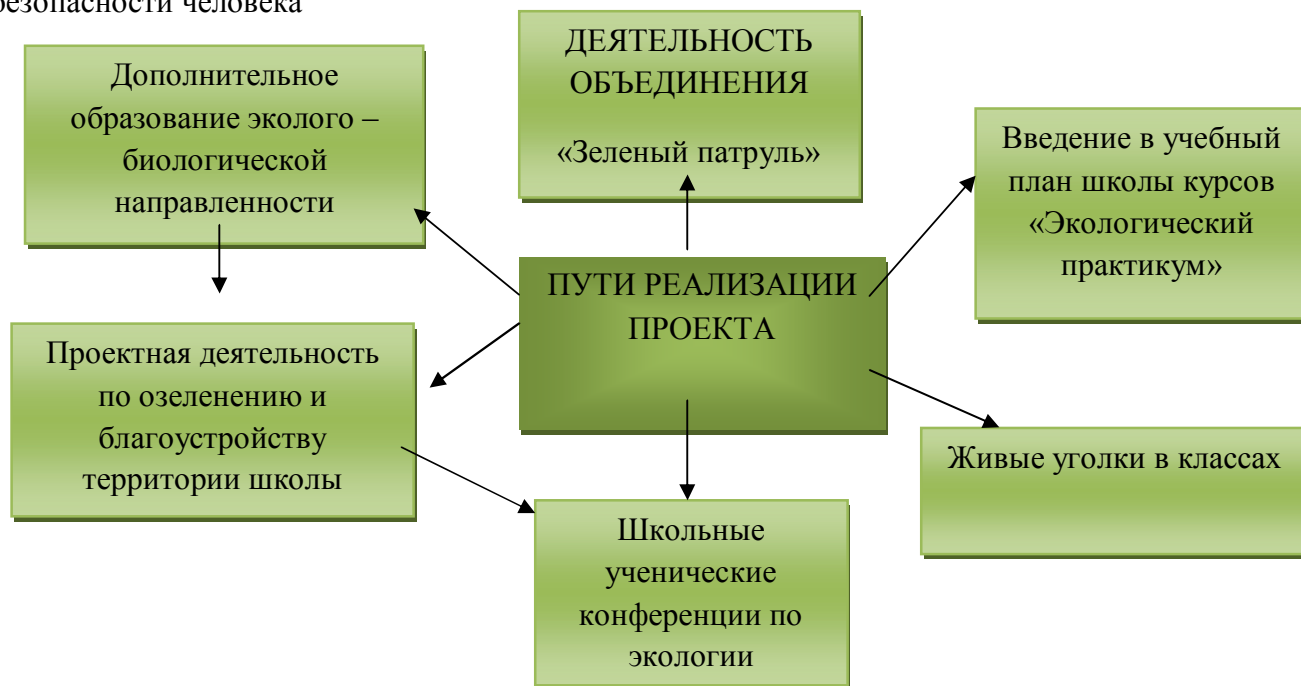 безопасности человека
Дополнительное
образование эколого –
биологической
направленности
ДЕЯТЕЛЬНОСТЬ
ОБЪЕДИНЕНИЯ
«Зеленый патруль»
Введение в учебный
план школы курсов
«Экологический
практикум»
ПУТИ РЕАЛИЗАЦИИ
ПРОЕКТА
Проектная деятельность
по озеленению и
благоустройству
территории школы
Живые уголки в классах
Школьные
ученические
конференции по
экологии